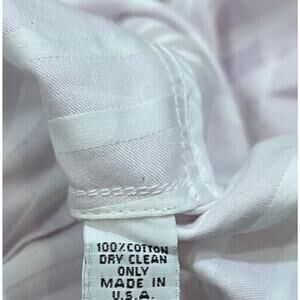 100% COTTON
DRY CLEAN
ONLY
MADE IN
U.S.A.